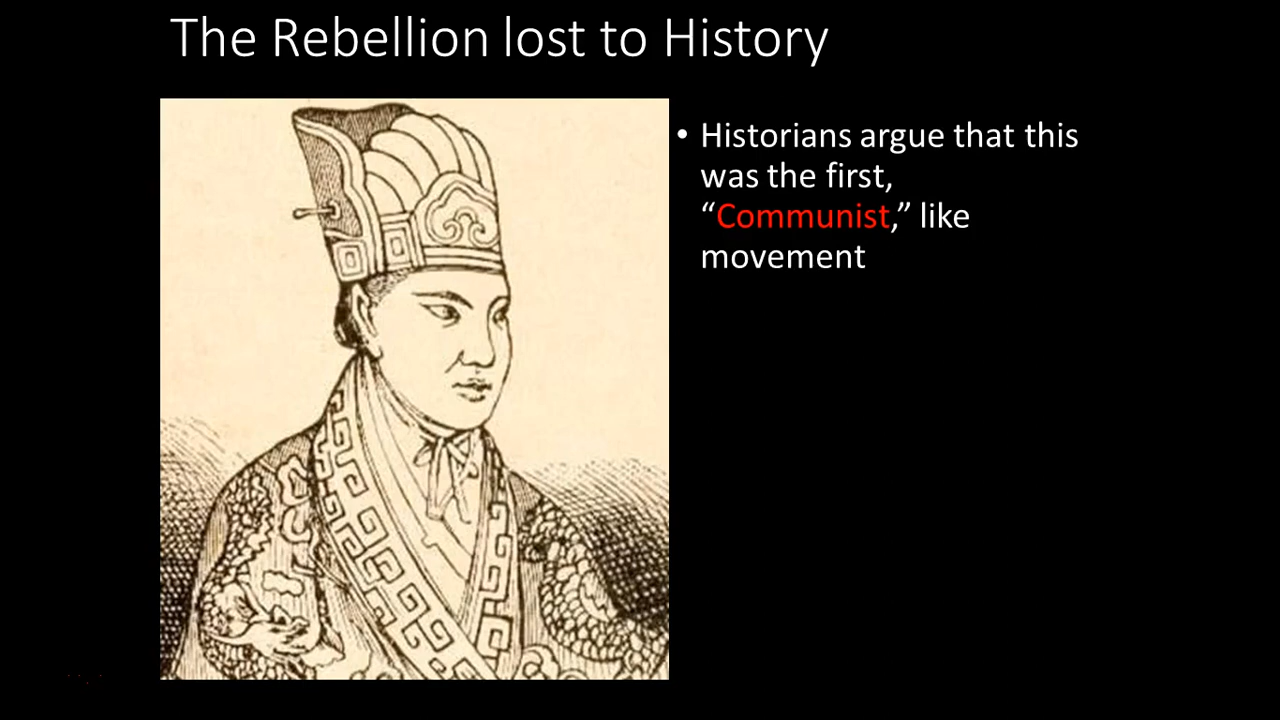 The Rebellion lost to History
• Historians argue that this
was the first,
“Communist,” like
movement